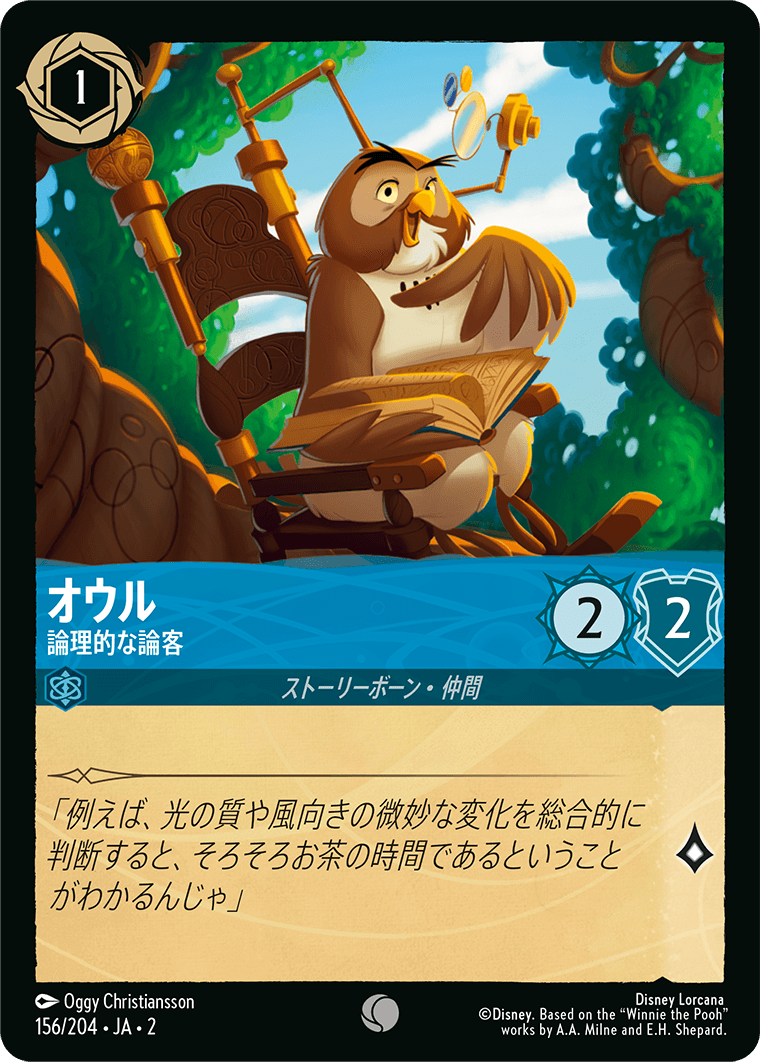 1
オウル
論理的な論客
2
2
ストーリーボーン・仲間
「例えば、光の質や風向きの微妙な変化を総合的に
判断すると、そろそろお茶の時間であるということ
がわかるんじゃ」
Oggy Christiansson
156/204 • JA • 2
Disney Lorcana
©Disney. Based on the “Winnie the Pooh”
works by A.A. Milne and E.H. Shepard.